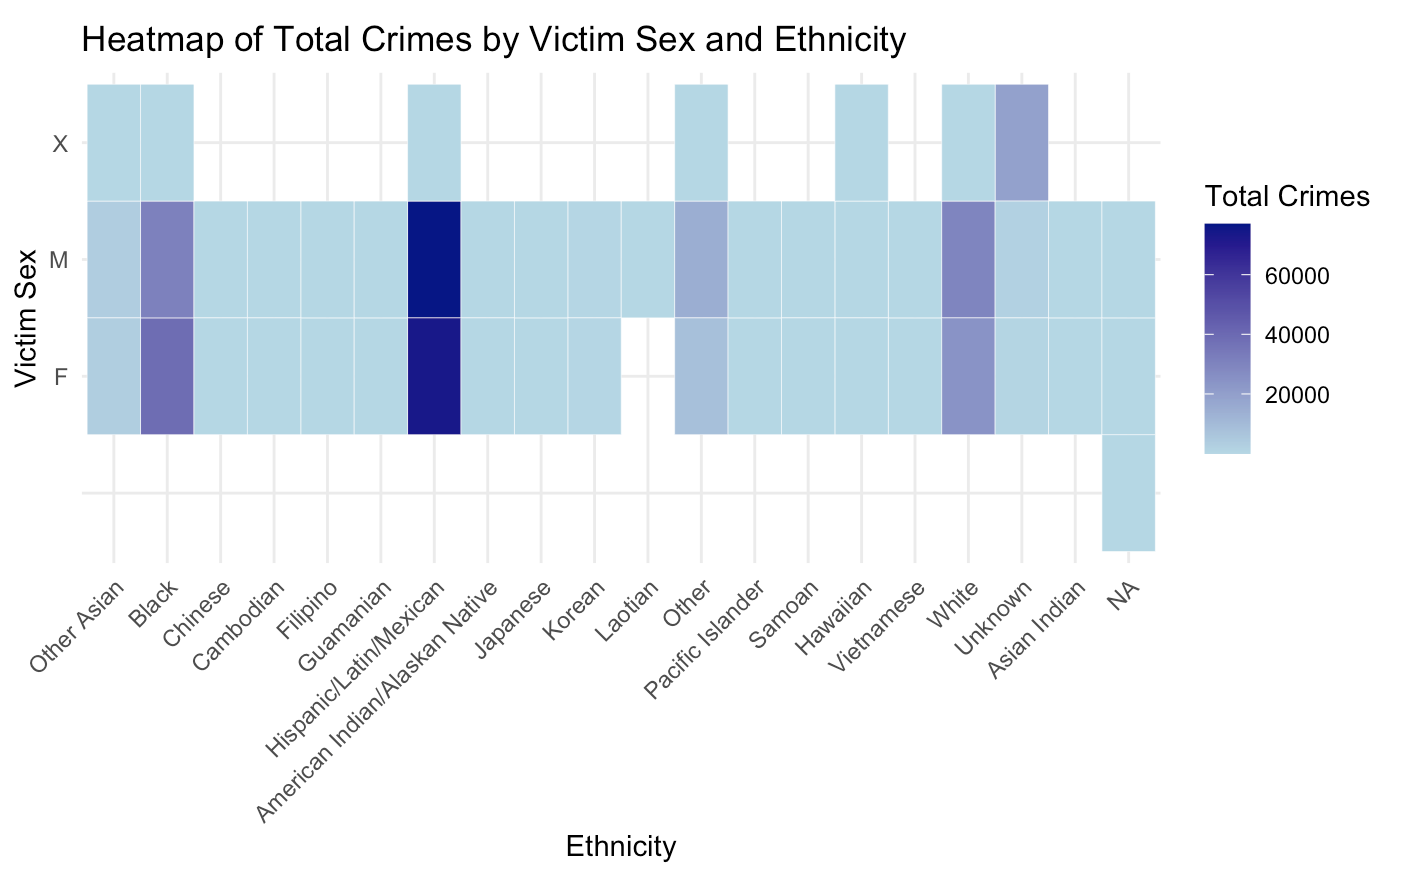 Heatmap of Total Crimes by Victim Sex and Ethnicity
Victim Sex
X
M
F
Other Asian
Black
Chinese
Cambodian
Filipino
Guamanian
Hispanic/Latin/Mexican
American Indian/Alaskan Native
Japanese
Korean
Laotian
Other
Pacific Islander
Samoan
Hawaiian
Vietnamese
White
Unknown
Asian Indian
NA
Ethnicity
Total Crimes
60000
40000
20000